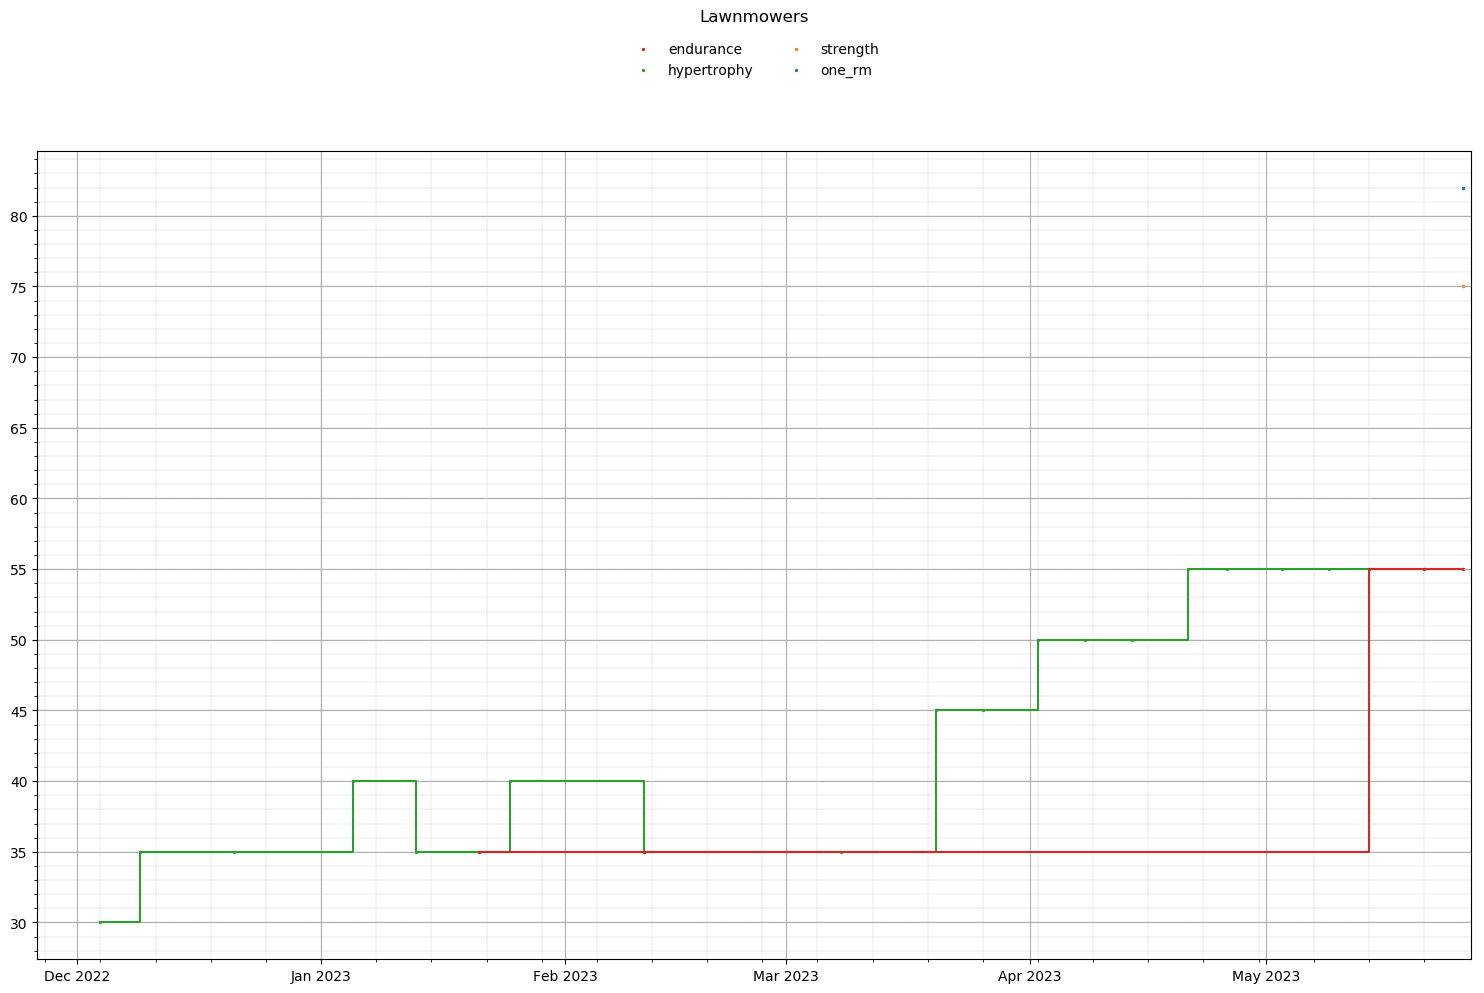 Lawnmowers
endurance
hypertrophy
strength
one_rm
80
75
70
65
60
55
50
45
40
35
30
Dec 2022
Jan 2023
Feb 2023
Mar 2023
Apr 2023
May 2023